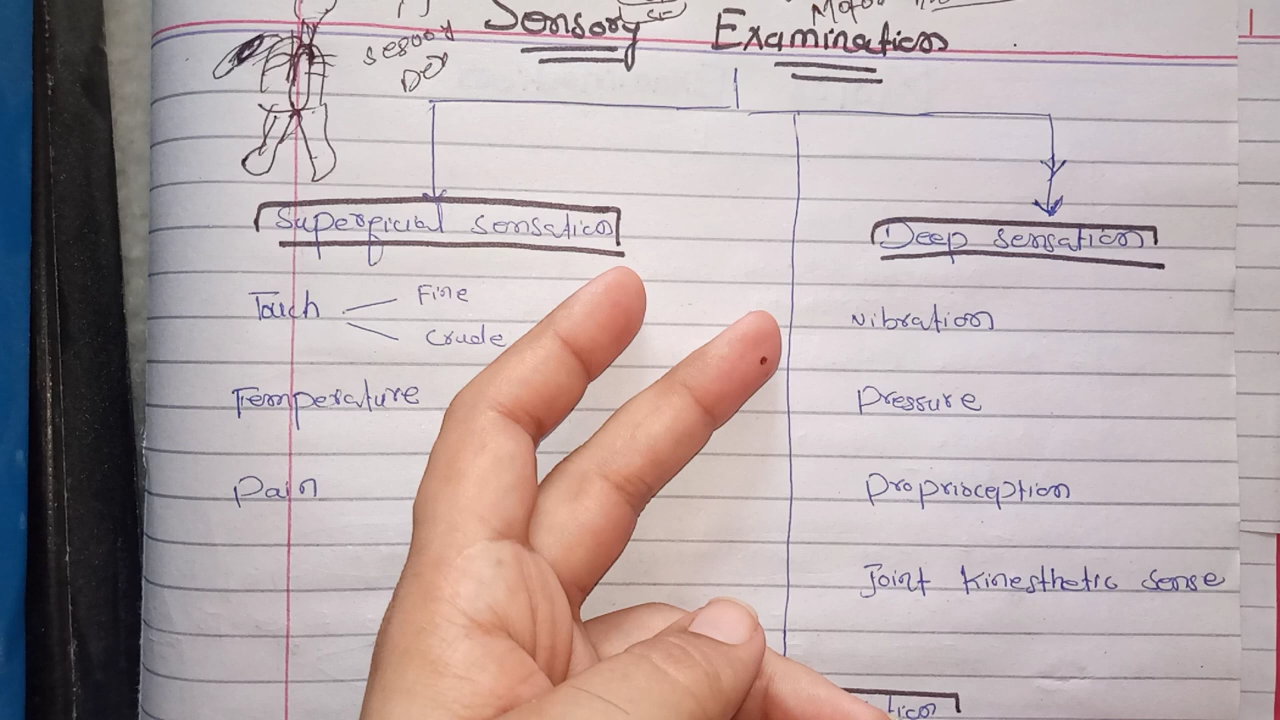 Sensory Examination
Superficial sensation
Deep sensation
Touch
Fine
Crude
Temperature
Pain
Vibration
Pressure
Proprioception
Joint Kinesthetic sense